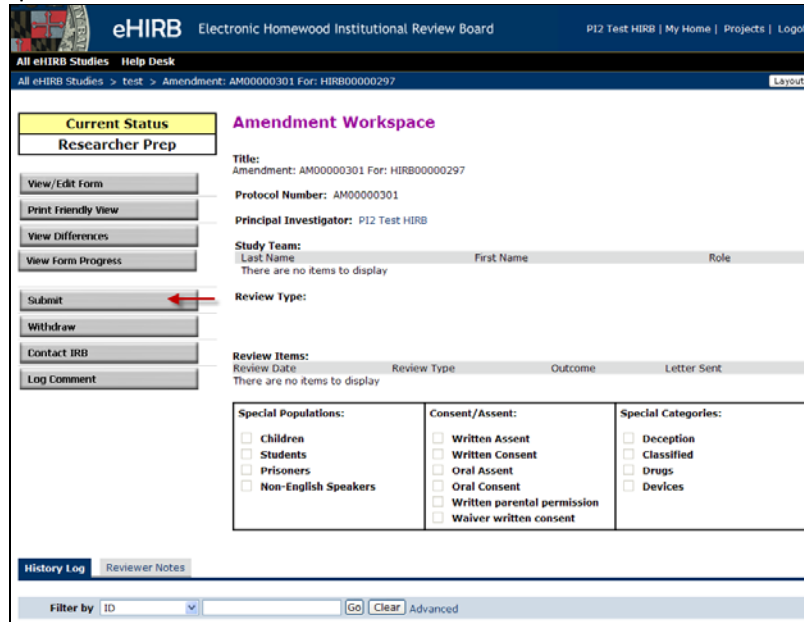 eHIRB Electronic Homewood Institutional Review Board PI2 Test HIRB | My Home | Projects |
All eHIRB Studies Help Desk
All eHIRB Studies > test > Amendment: AM00000301 For: HIRB00000297 Layout
Current Status
Researcher Prep
View/Edit Form
Print Friendly View
View Differences
View Form Progress
Submit
Withdraw
Contact IRB
Log Comment
Amendment Workspace
Title:
Amendment: AM00000301 For: HIRB00000297
Protocol Number: AM00000301
Principal Investigator: PI2 Test HIRB
Study Team:
Last Name First Name Role
There are no items to display
Review Type:
Review Items:
Review Date Review Type Outcome Letter Sent
There are no items to display
Special Populations:
Children
Students
Prisoners
Non-English Speakers
Consent/Assent:
Written Assent
Written Consent
Oral Assent
Oral Consent
Written parental permission
Waiver written consent
Special Categories:
Deception
Classified
Drugs
Devices
History Log Reviewer Notes
Filter by ID Go Clear Advanced